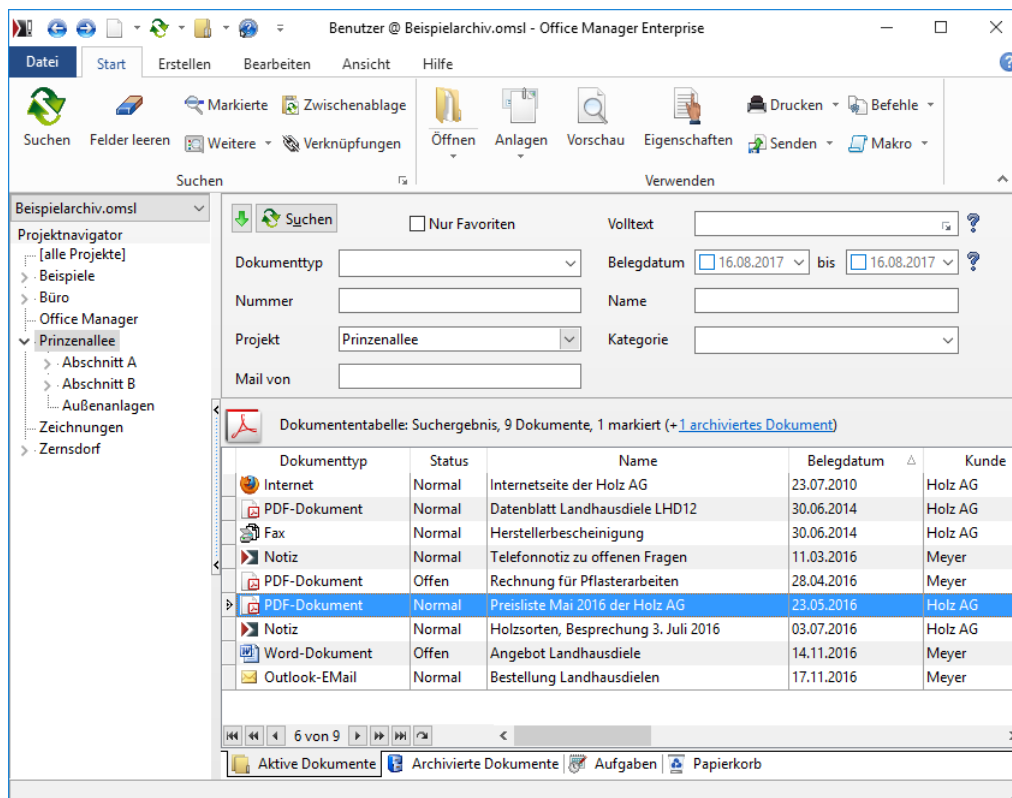 Benutzer @ Beispielarchiv.omsl - Office Manager Enterprise
Datei Start Erstellen Bearbeiten Ansicht Hilfe
Suchen Felder leeren Markierte Zwischenablage Weitere Verknüpfungen Öffnen Anlagen Vorschau Eigenschaften Drucken Befehle Senden Makro
Suchen Verwenden
Beispielarchiv.omsl
Projektnavigator
[alle Projekte]
Beispiele
Büro
Office Manager
Prinzenallee
Abschnitt A
Abschnitt B
Außenanlagen
Zeichnungen
Zernsdorf
Suchen Nur Favoriten Volltext
Dokumenttyp Belegdatum 16.08.2017 bis 16.08.2017
Nummer Name
Projekt Prinzenallee Kategorie
Mail von
Dokumententabelle: Suchergebnis, 9 Dokumente, 1 markiert (+1 archiviertes Dokument)
Dokumenttyp Status Name Belegdatum Kunde
Internet Normal Internetseite der Holz AG 23.07.2010 Holz AG
PDF-Dokument Normal Datenblatt Landhausdiele LHD12 30.06.2014 Holz AG
Fax Normal Herstellerbescheinigung 30.06.2014 Holz AG
Notiz Normal Telefonnotiz zu offenen Fragen 11.03.2016 Meyer
PDF-Dokument Offen Rechnung für Pflasterarbeiten 28.04.2016 Meyer
PDF-Dokument Normal Preisliste Mai 2016 der Holz AG 23.05.2016 Holz AG
Notiz Normal Holzsorten, Besprechung 3. Juli 2016 03.07.2016 Holz AG
Word-Dokument Offen Angebot Landhausdiele 14.11.2016 Meyer
Outlook-EMail Normal Bestellung Landhausdielen 17.11.2016 Meyer
6 von 9
Aktive Dokumente Archivierte Dokumente Aufgaben Papierkorb